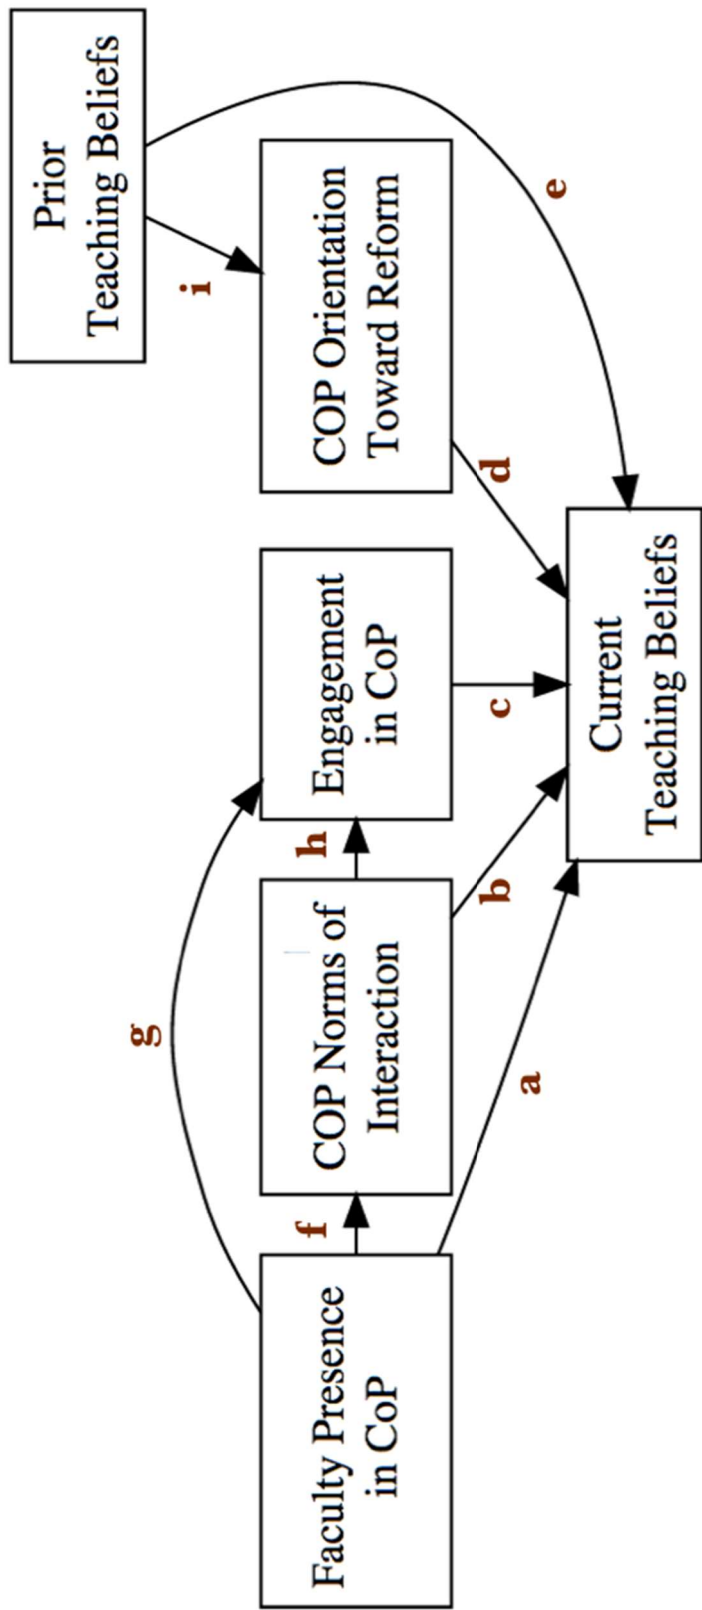 Prior
Teaching Beliefs
i
e
g
Faculty Presence
in CoP
f
COP Norms of
Interaction
h
Engagement
in CoP
COP Orientation
Toward Reform
a
b
c
d
Current
Teaching Beliefs